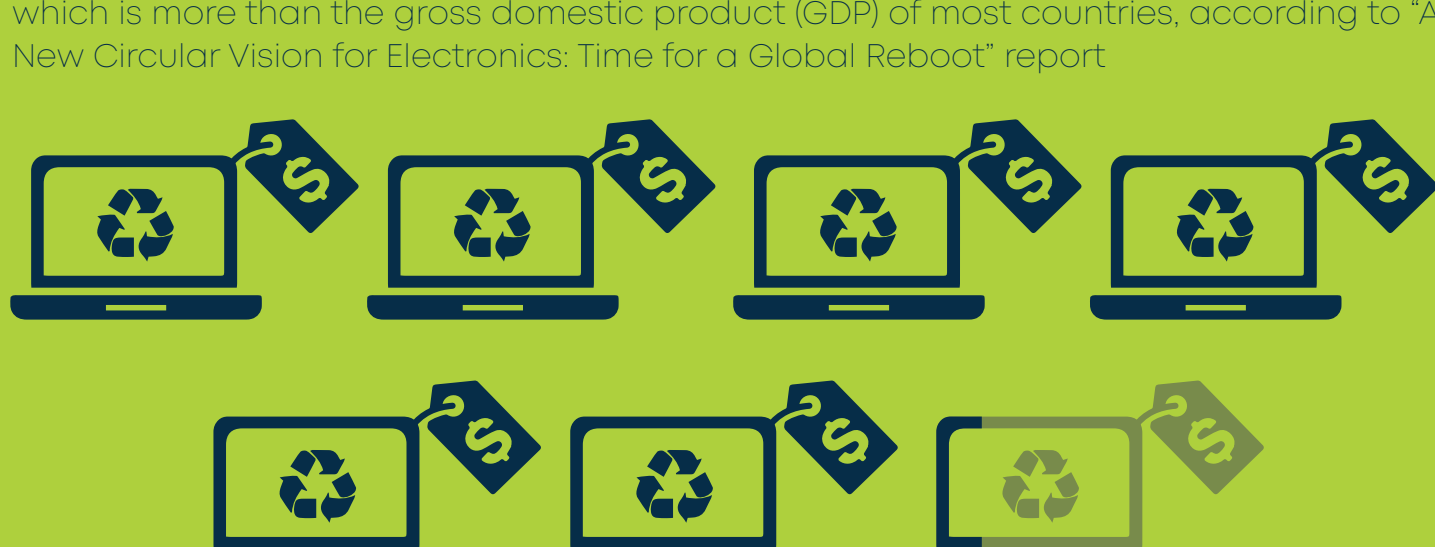 which is more than the gross domestic product (GDP) of most countries, according to “A
New Circular Vision for Electronics: Time for a Global Reboot” report
$ $ $ $
$ $ $